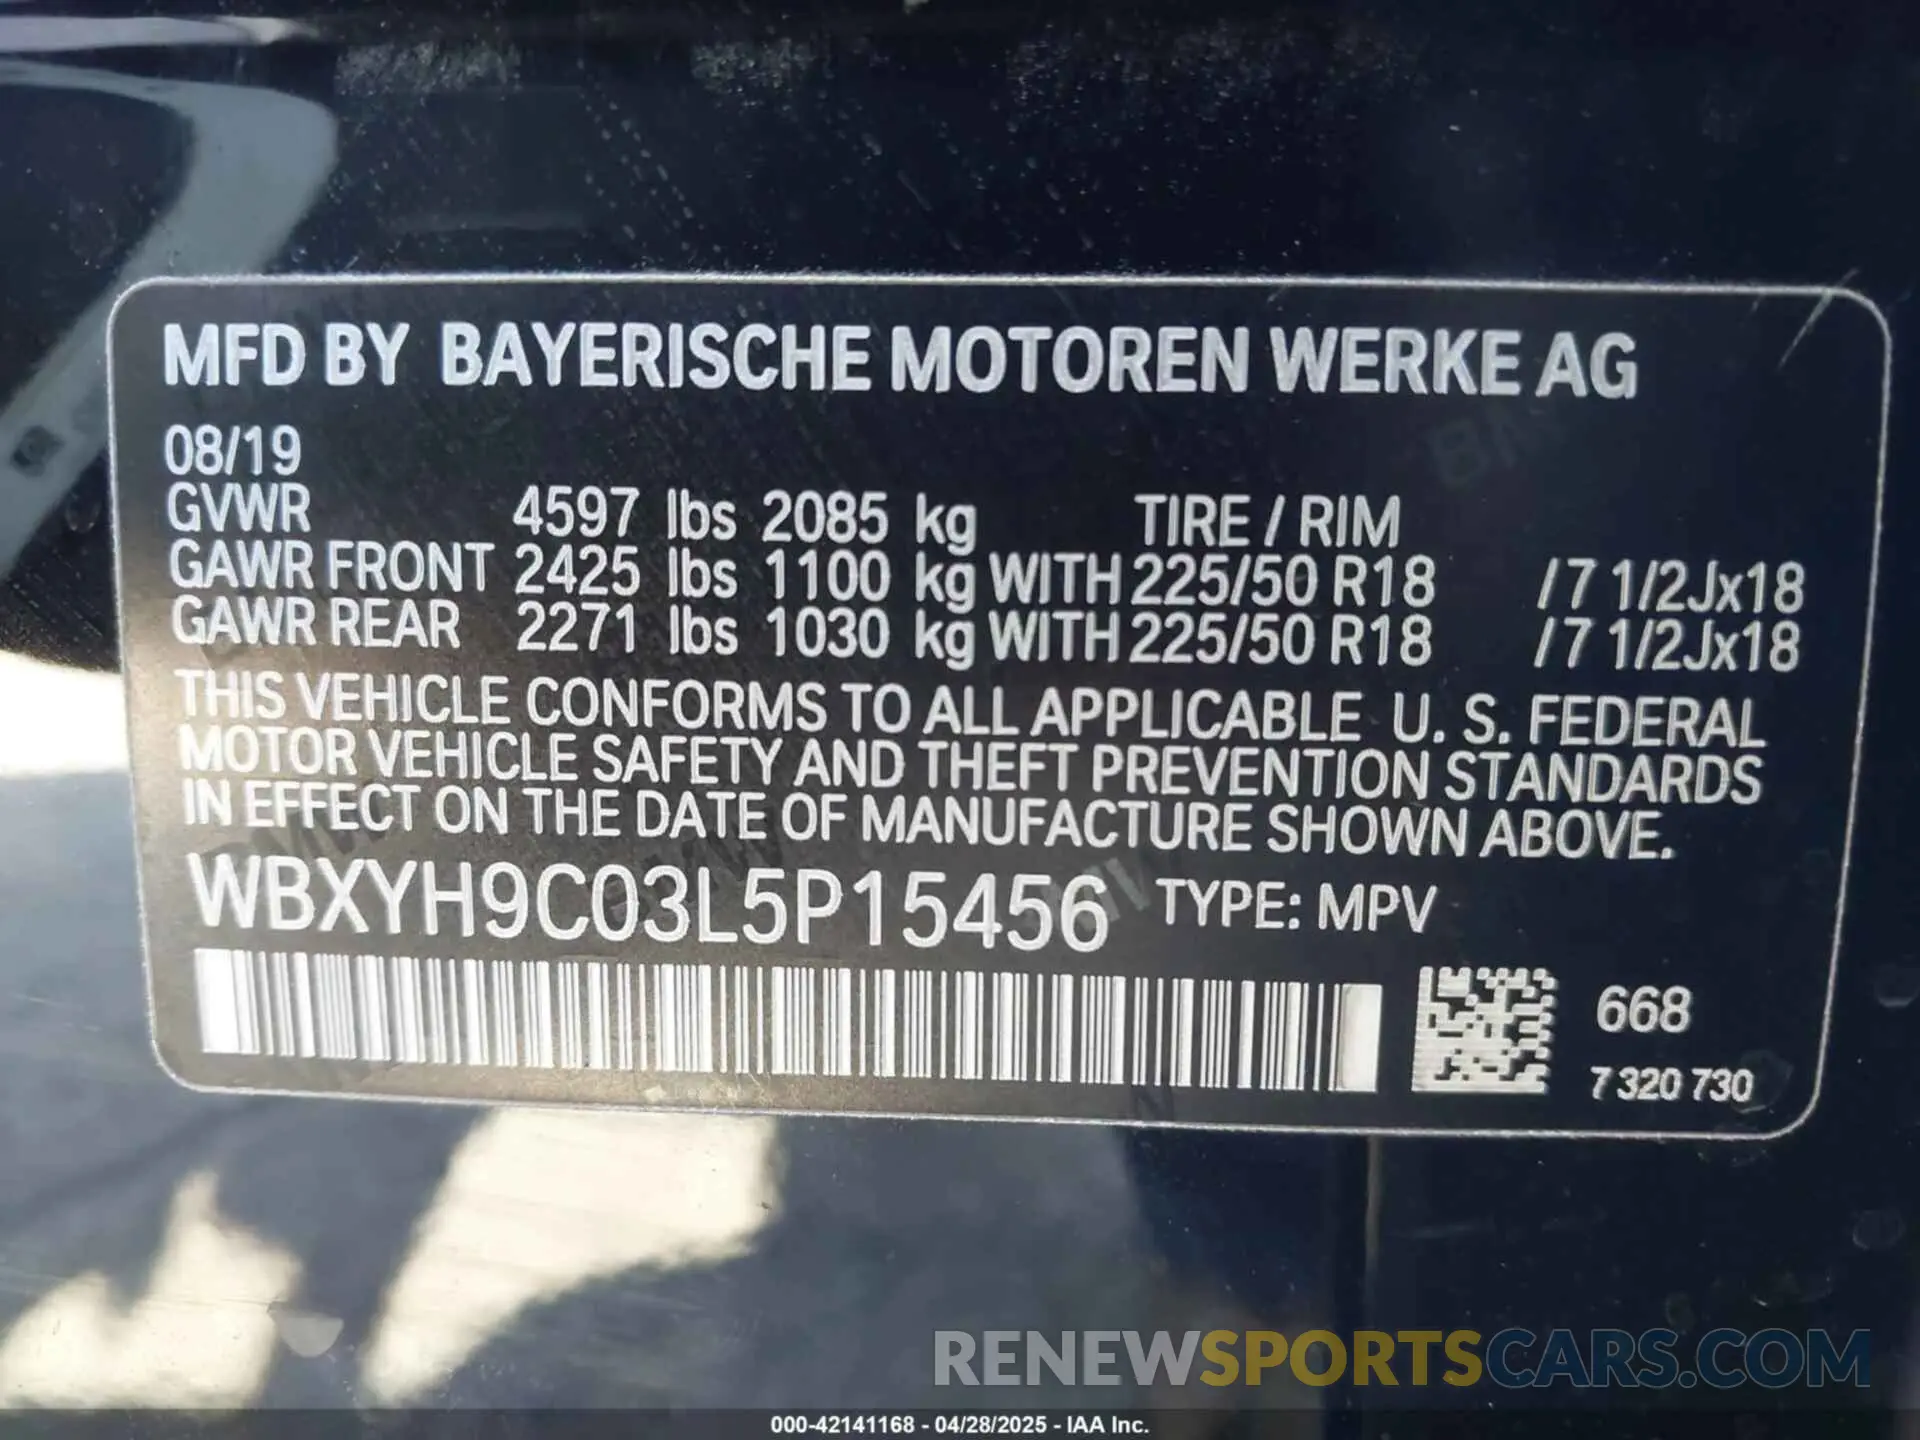 MFD BY BAYERISCHE MOTOREN WERKE AG
08/19
GVWR 4597 lbs 2085 kg TIRE / RIM
GAWR FRONT 2425 lbs 1100 kg WITH 225/50 R18 /7 1/2Jx18
GAWR REAR 2271 lbs 1030 kg WITH 225/50 R18 /7 1/2Jx18
THIS VEHICLE CONFORMS TO ALL APPLICABLE U. S. FEDERAL
MOTOR VEHICLE SAFETY AND THEFT PREVENTION STANDARDS
IN EFFECT ON THE DATE OF MANUFACTURE SHOWN ABOVE.
WBXYH9C03L5P15456 TYPE: MPV
668
7 320 730
RENEWSPORTSCARS.COM
000-42141168 - 04/28/2025 - IAA Inc.